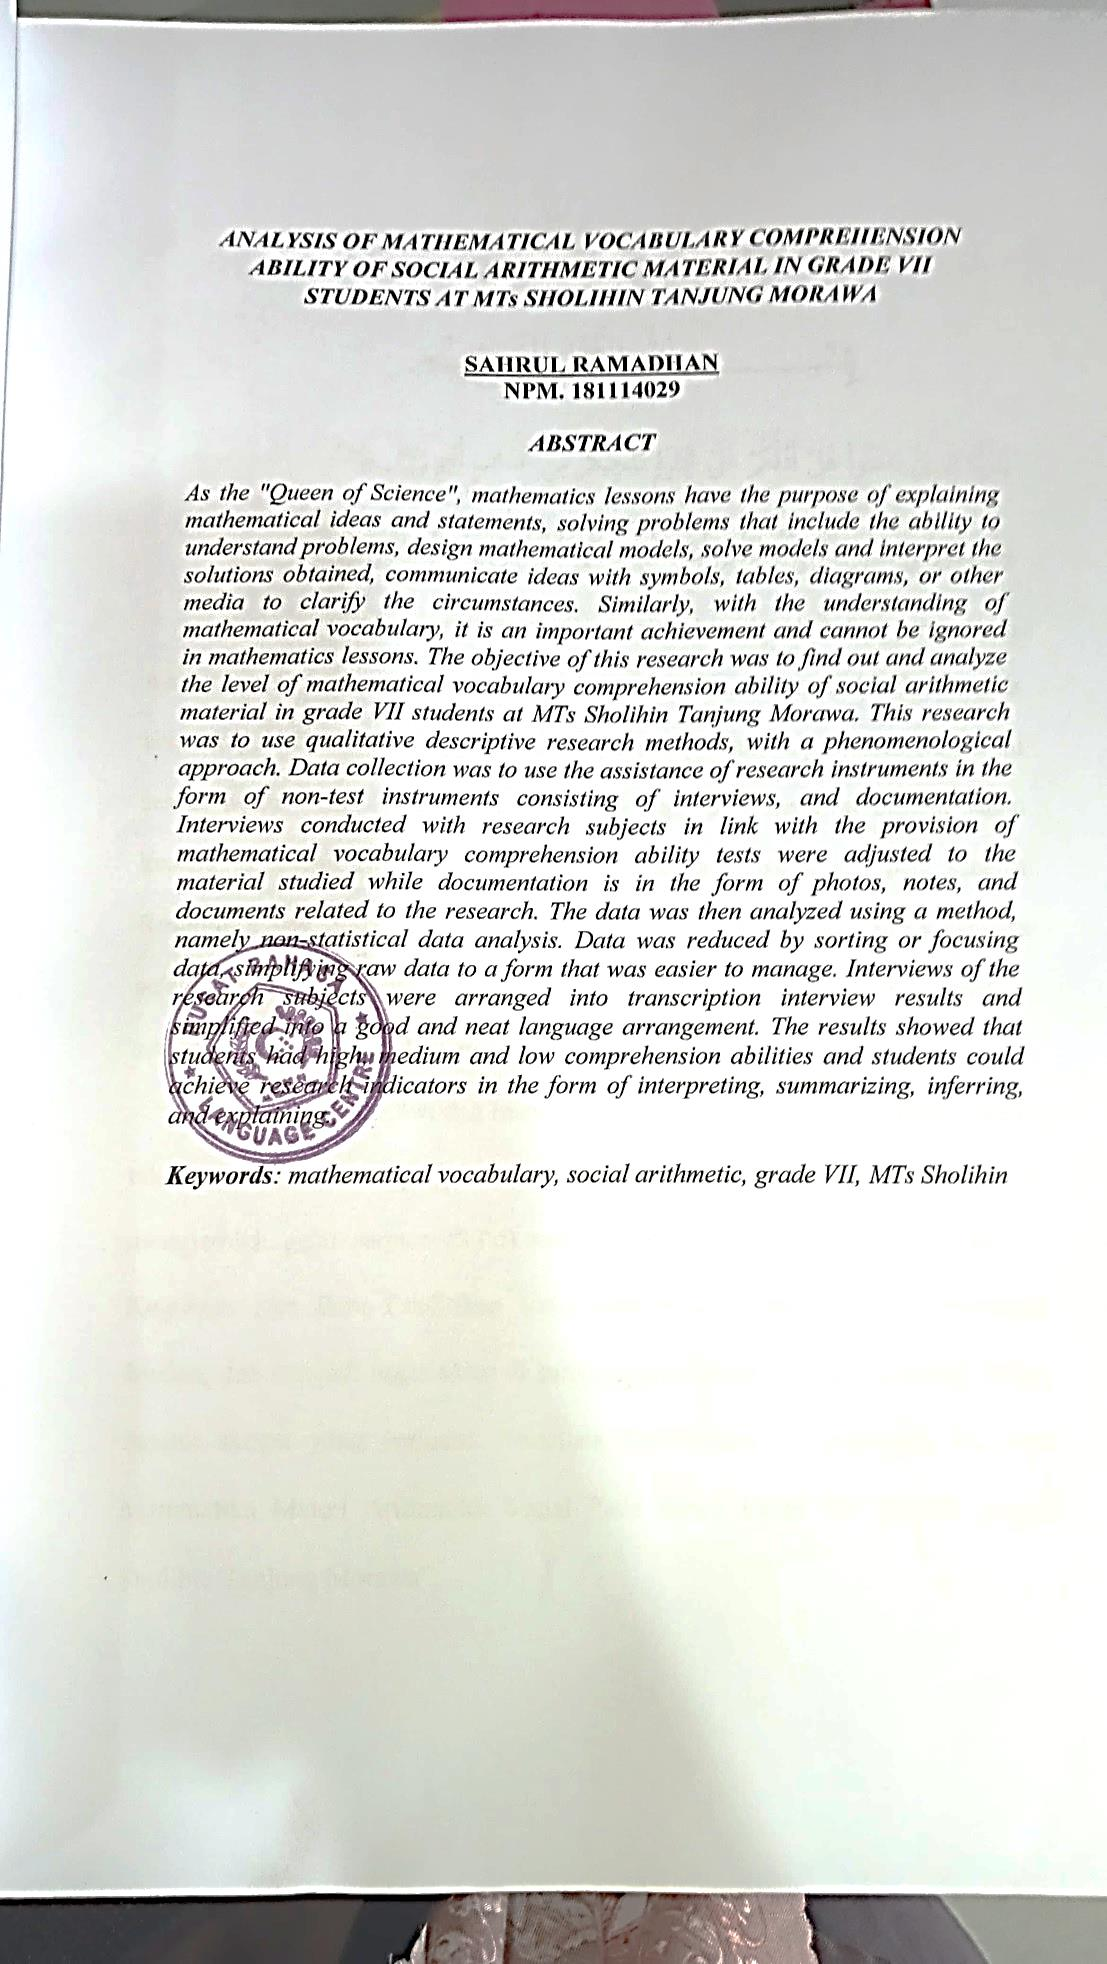 ANALYSIS OF MATHEMATICAL VOCABULARY COMPREHENSION
ABILITY OF SOCIAL ARITHMETIC MATERIAL IN GRADE VII
STUDENTS AT MTs SHOLIHIN TANJUNG MORAWA
SAHRUL RAMADHAN
NPM. 181114029
ABSTRACT
As the "Queen of Science", mathematics lessons have the purpose of explaining
mathematical ideas and statements, solving problems that include the ability to
understand problems, design mathematical models, solve models and interpret the
solutions obtained, communicate ideas with symbols, tables, diagrams, or other
media to clarify the circumstances. Similarly, with the understanding of
mathematical vocabulary, it is an important achievement and cannot be ignored
in mathematics lessons. The objective of this research was to find out and analyze
the level of mathematical vocabulary comprehension ability of social arithmetic
material in grade VII students at MTs Sholihin Tanjung Morawa. This research
was to use qualitative descriptive research methods, with a phenomenological
approach. Data collection was to use the assistance of research instruments in the
form of non-test instruments consisting of interviews, and documentation.
Interviews conducted with research subjects in link with the provision of
mathematical vocabulary comprehension ability tests were adjusted to the
material studied while documentation is in the form of photos, notes, and
documents related to the research. The data was then analyzed using a method,
namely non-statistical data analysis. Data was reduced by sorting or focusing
data, simplifying raw data to a form that was easier to manage. Interviews of the
research subjects were arranged into transcription interview results and
simplified into a good and neat language arrangement. The results showed that
students had high, medium and low comprehension abilities and students could
achieve research indicators in the form of interpreting, summarizing, inferring,
and explaining.
PUSAT BAHASA
LANGUAGE CENTRE
Keywords: mathematical vocabulary, social arithmetic, grade VII, MTs Sholihin